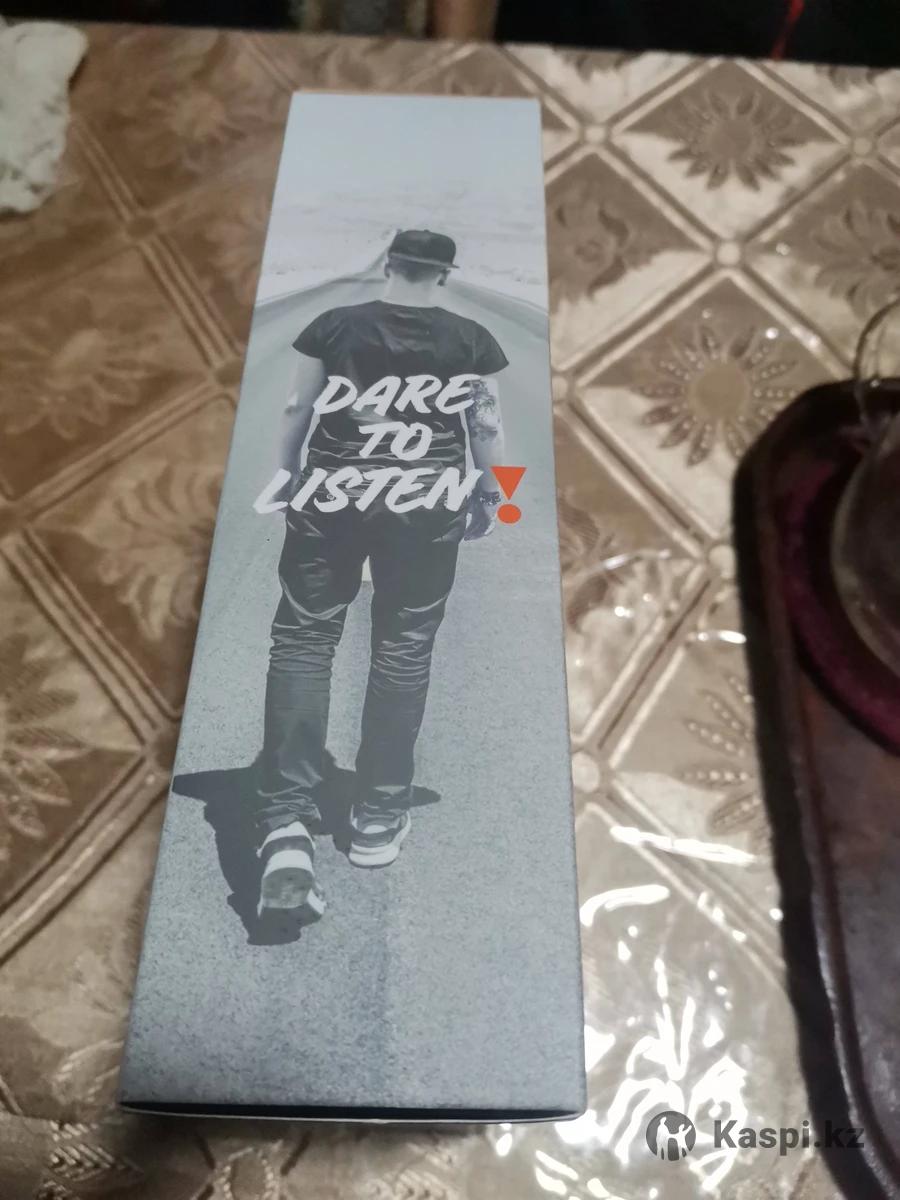 DARE
TO
LISTEN!
Kaspi.kz